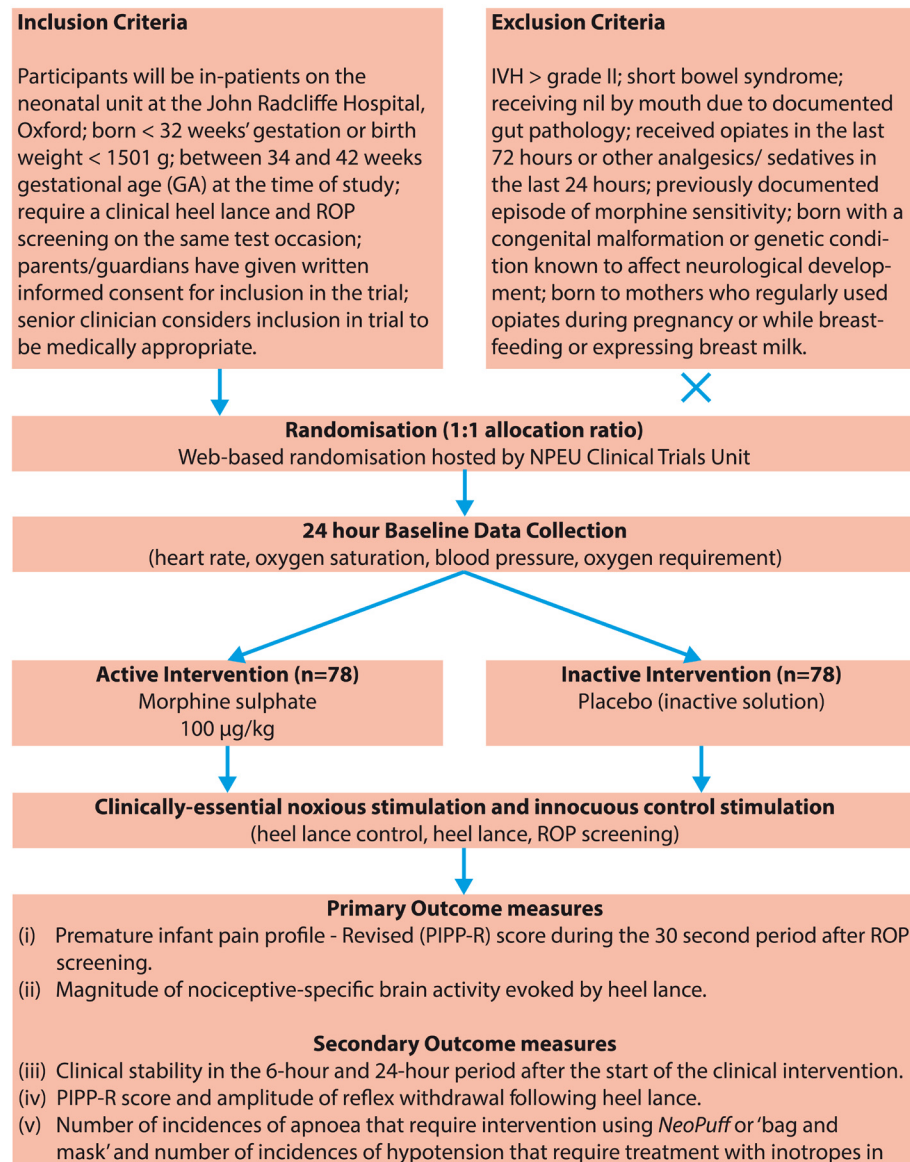 Inclusion Criteria
Participants will be in-patients on the
neonatal unit at the John Radcliffe Hospital,
Oxford; born < 32 weeks’ gestation or birth
weight < 1501 g; between 34 and 42 weeks
gestational age (GA) at the time of study;
require a clinical heel lance and ROP
screening on the same test occasion;
parents/guardians have given written
informed consent for inclusion in the trial;
senior clinician considers inclusion in trial to
be medically appropriate.
Exclusion Criteria
IVH > grade II; short bowel syndrome;
receiving nil by mouth due to documented
gut pathology; received opiates in the last
72 hours or other analgesics/ sedatives in
the last 24 hours; previously documented
episode of morphine sensitivity; born with a
congenital malformation or genetic condi-
tion known to affect neurological develop-
ment; born to mothers who regularly used
opiates during pregnancy or while breast-
feeding or expressing breast milk.
Randomisation (1:1 allocation ratio)
Web-based randomisation hosted by NPEU Clinical Trials Unit
24 hour Baseline Data Collection
(heart rate, oxygen saturation, blood pressure, oxygen requirement)
Active Intervention (n=78)
Morphine sulphate
100 µg/kg
Inactive Intervention (n=78)
Placebo (inactive solution)
Clinically-essential noxious stimulation and innocuous control stimulation
(heel lance control, heel lance, ROP screening)
Primary Outcome measures
(i) Premature infant pain profile - Revised (PIPP-R) score during the 30 second period after ROP
screening.
(ii) Magnitude of nociceptive-specific brain activity evoked by heel lance.
Secondary Outcome measures
(iii) Clinical stability in the 6-hour and 24-hour period after the start of the clinical intervention.
(iv) PIPP-R score and amplitude of reflex withdrawal following heel lance.
(v) Number of incidences of apnoea that require intervention using NeoPuff or ‘bag and
mask’ and number of incidences of hypotension that require treatment with inotropes in